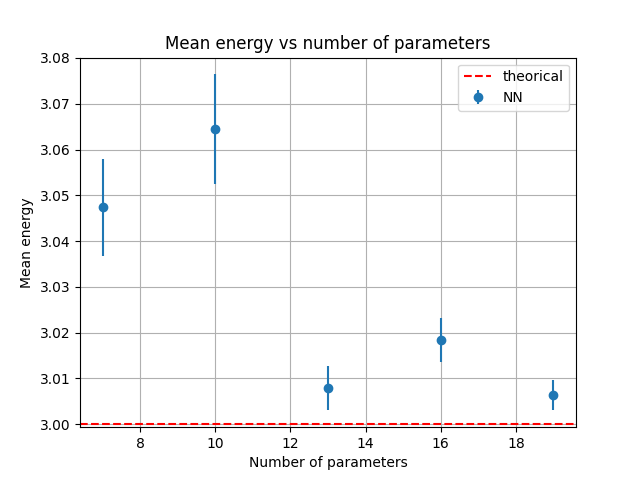 Mean energy vs number of parameters
theorical
NN
Mean energy
3.08
3.07
3.06
3.05
3.04
3.03
3.02
3.01
3.00
8 10 12 14 16 18
Number of parameters